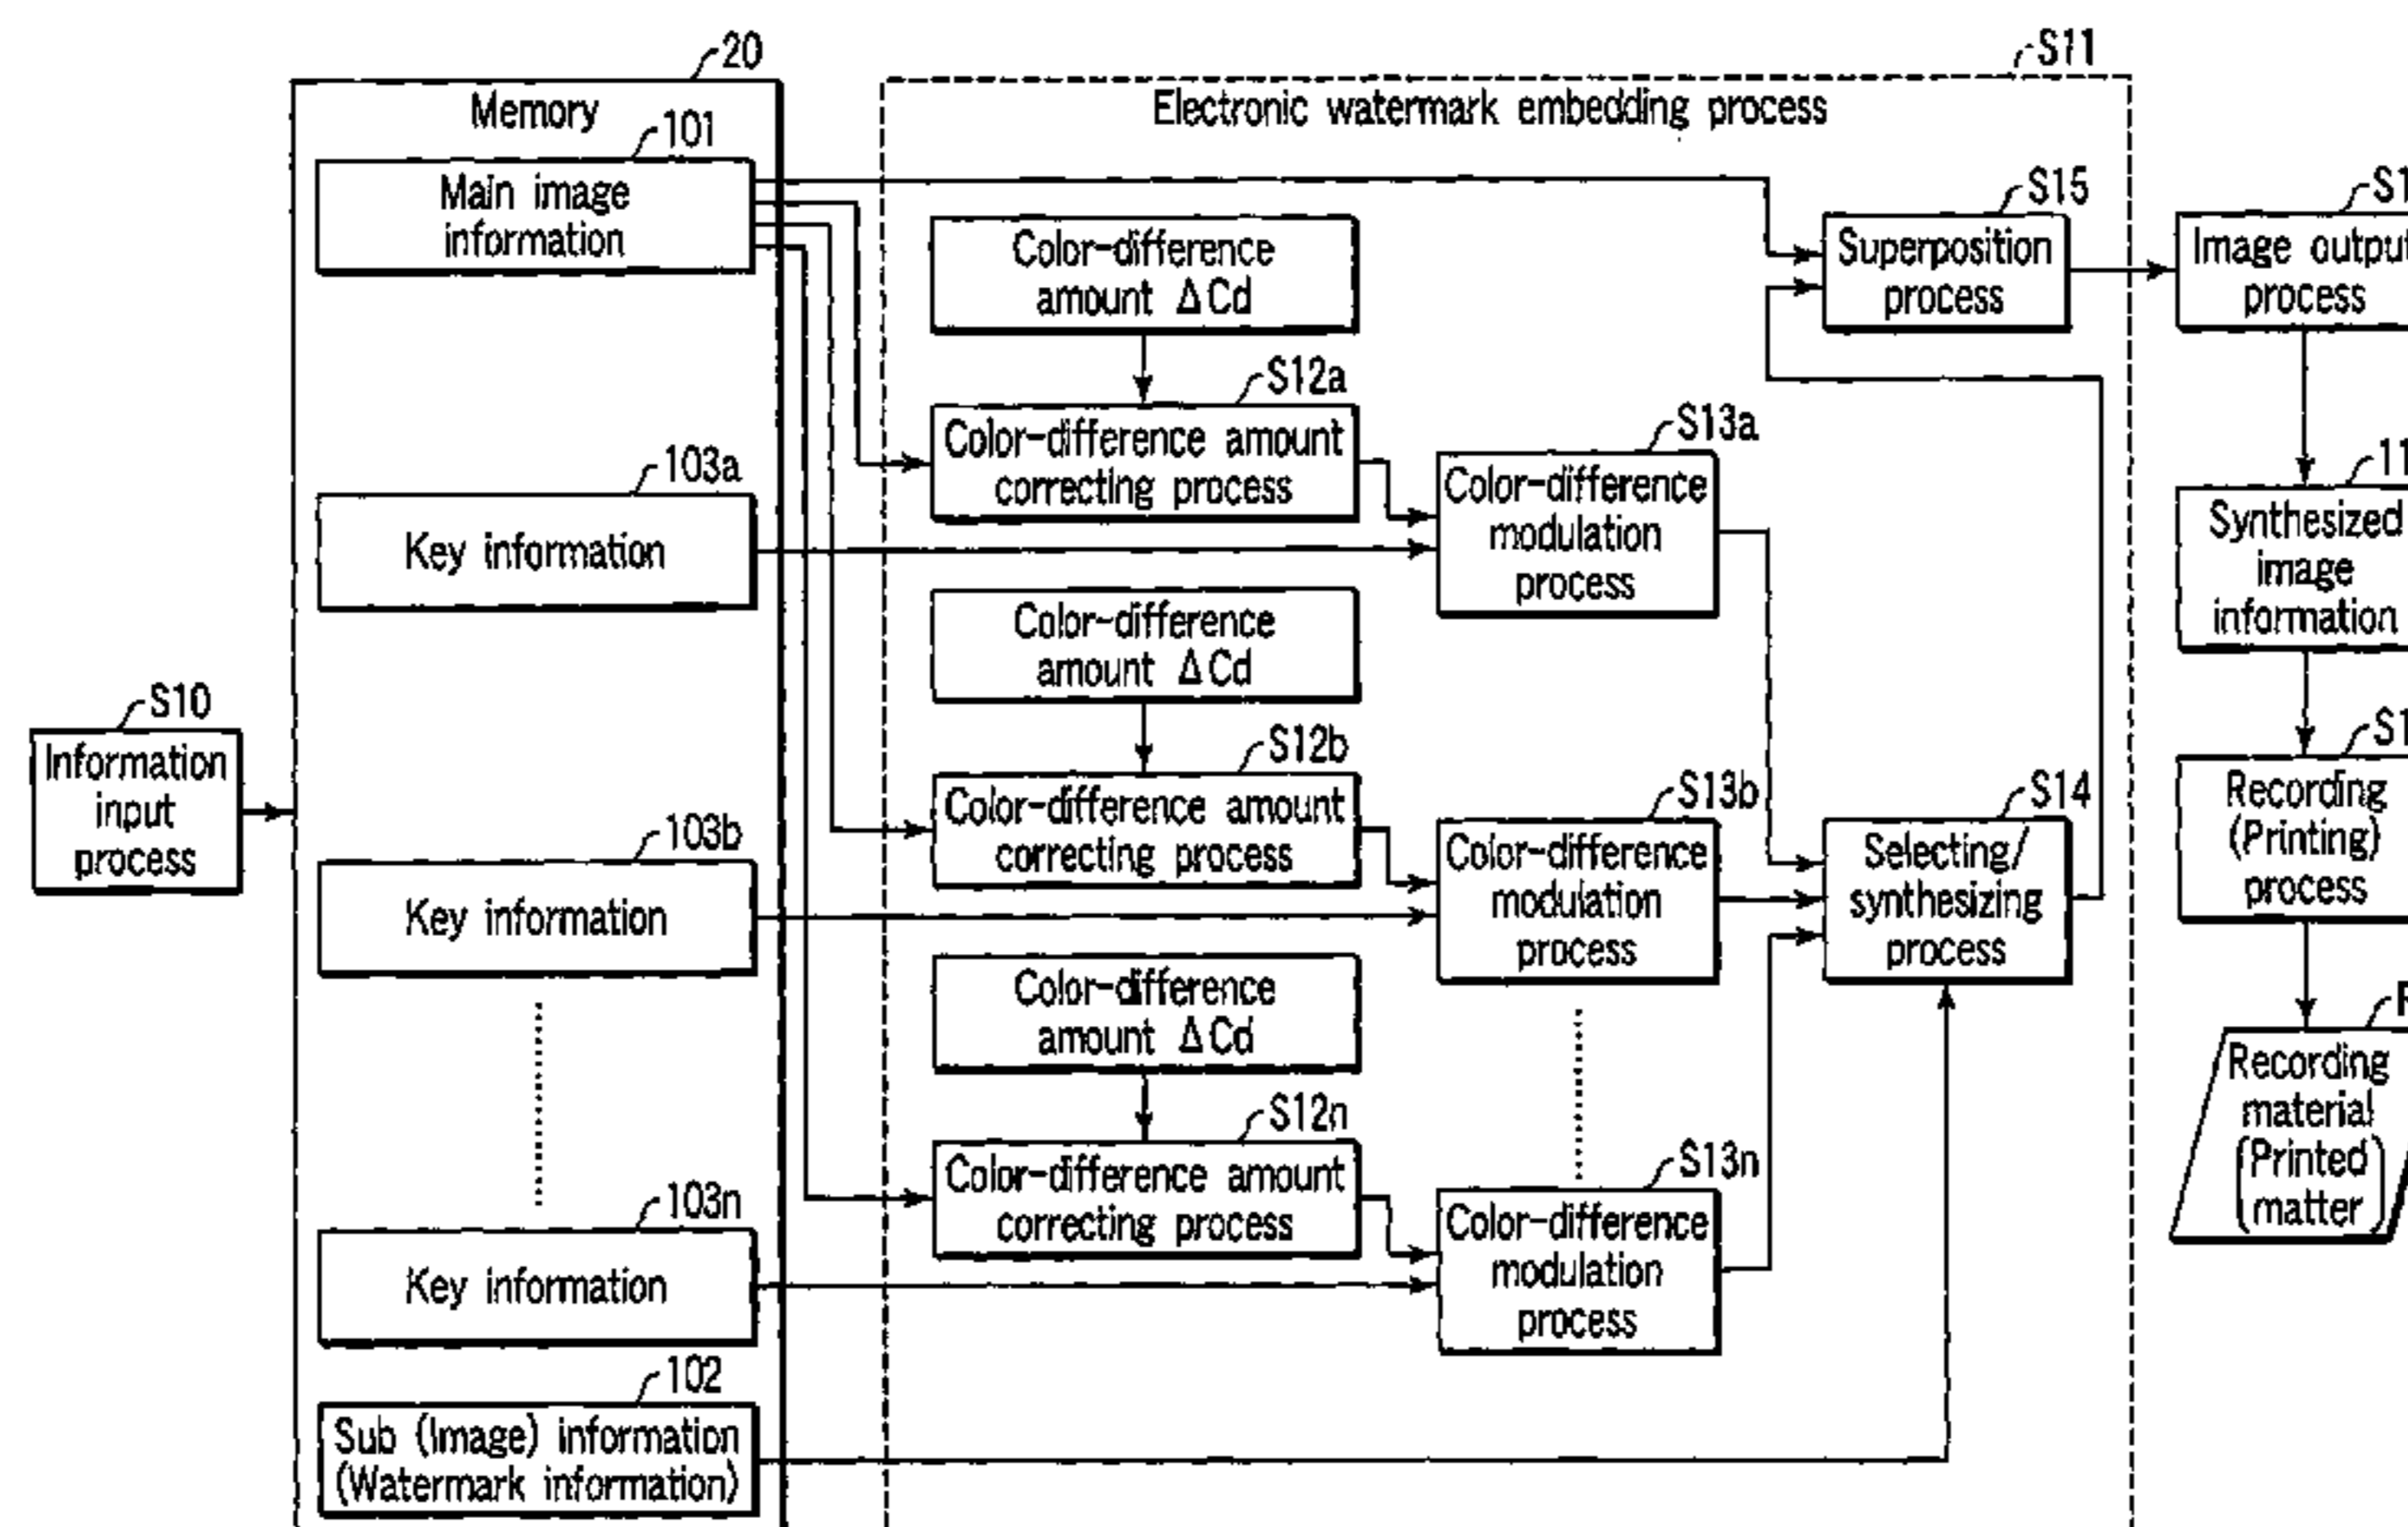 20
Memory
101
Main image
information
103a
Key information
103b
Key information
103n
Key information
102
Sub (Image) information
(Watermark information)
S10
Information
input
process
S11
Electronic watermark embedding process
Color-difference
amount ΔCd
S12a
Color-difference amount
correcting process
S13a
Color-difference
modulation
process
Color-difference
amount ΔCd
S12b
Color-difference amount
correcting process
S13b
Color-difference
modulation
process
Color-difference
amount ΔCd
S12n
Color-difference amount
correcting process
S13n
Color-difference
modulation
process
S14
Selecting/
synthesizing
process
S15
Superposition
process
Image output
process
Synthesized
image
information
Recording
(Printing)
process
Recording
material
(Printed
matter)